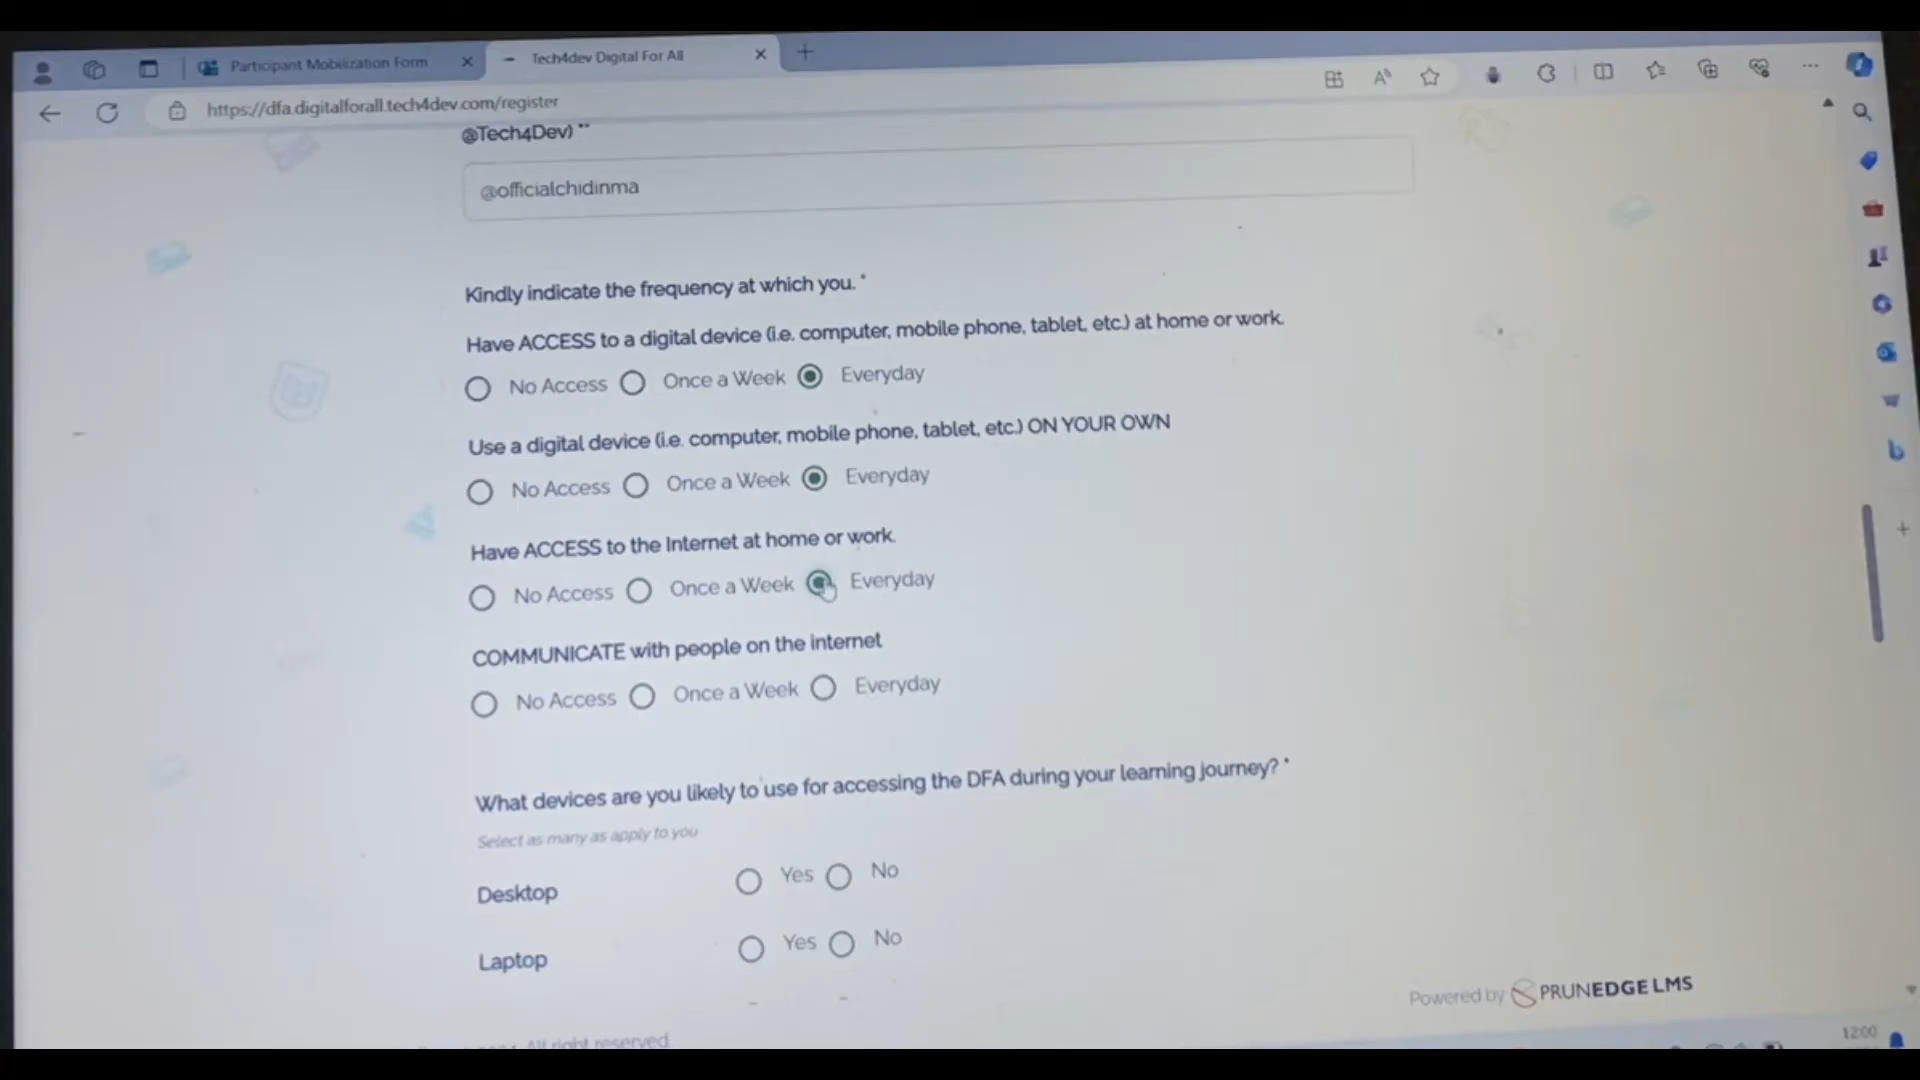 Participant Mobilization Form
Tech4dev Digital For All
https://dfa.digitalforall.tech4dev.com/register
@Tech4Dev) **
@officialchidinma
Kindly indicate the frequency at which you. *
Have ACCESS to a digital device (i.e. computer, mobile phone, tablet, etc.) at home or work.
No Access Once a Week Everyday
Use a digital device (i.e. computer, mobile phone, tablet, etc.) ON YOUR OWN
No Access Once a Week Everyday
Have ACCESS to the Internet at home or work.
No Access Once a Week Everyday
COMMUNICATE with people on the internet
No Access Once a Week Everyday
What devices are you likely to use for accessing the DFA during your learning journey? *
Select as many as apply to you
Desktop Yes No
Laptop Yes No
Powered by PRUNEDGE LMS
All right reserved.
12:00